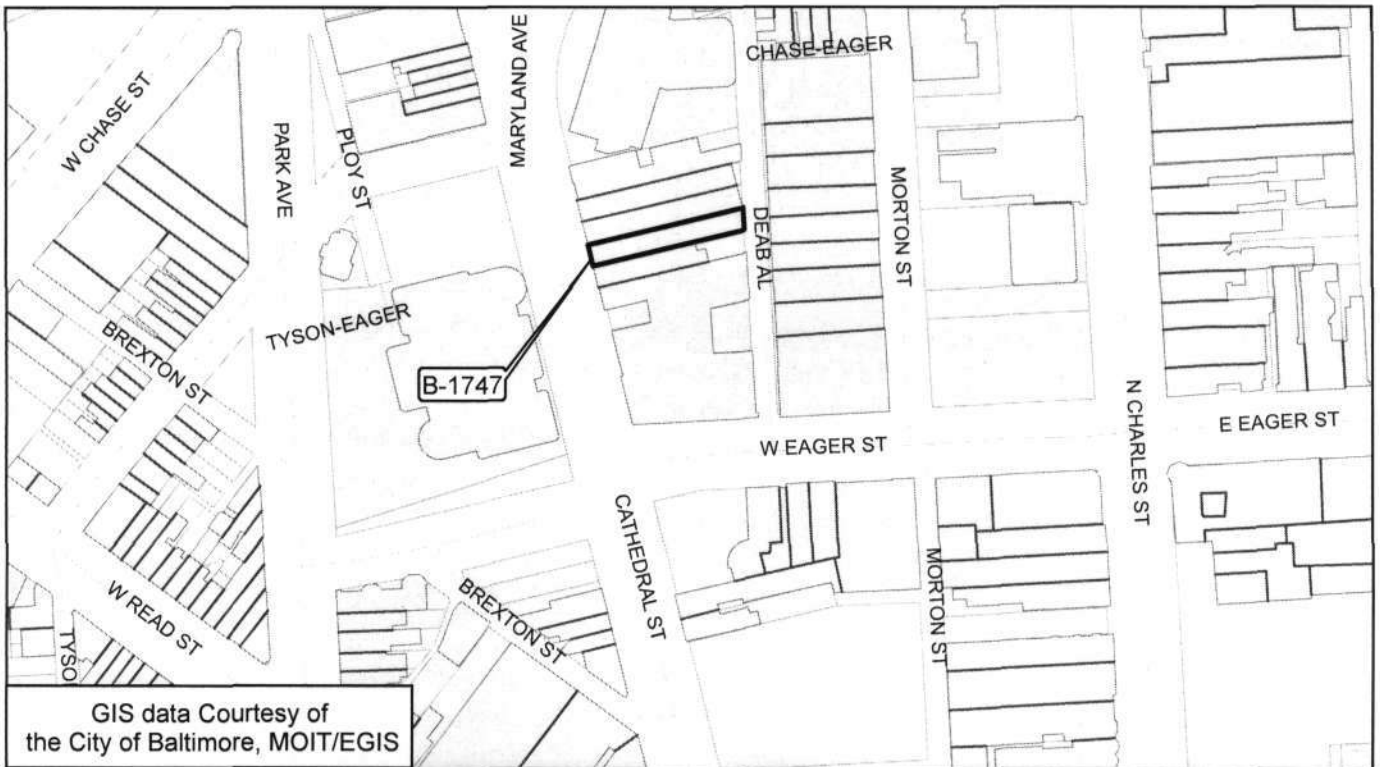 CHASE-EAGER
MARYLAND AVE
W CHASE ST
PARK AVE
PLOY ST
MORTON ST
DEAB AL
TYSON-EAGER
BREXTON ST
B-1747
N CHARLES ST
E EAGER ST
W EAGER ST
CATHEDRAL ST
MORTON ST
BREXTON ST
W READ ST
TYSO
GIS data Courtesy of
the City of Baltimore, MOIT/EGIS